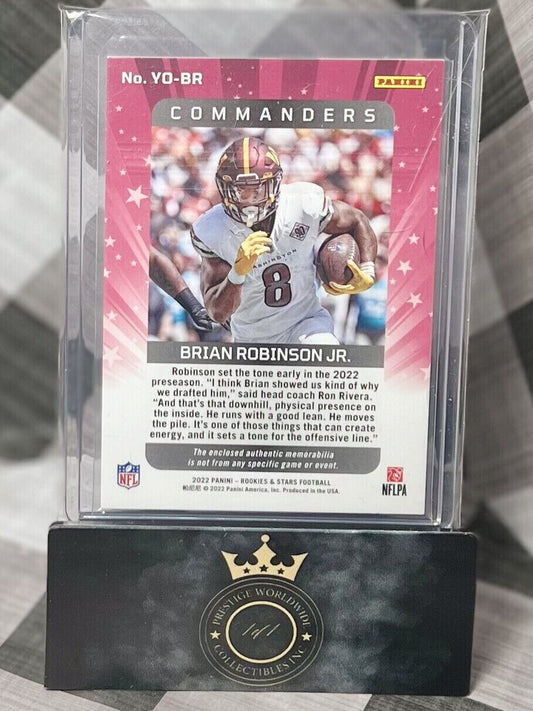 No. YO-BR
PANINI
COMMANDERS
WASHINGTON
8
BRIAN ROBINSON JR.
Robinson set the tone early in the 2022
preseason. “I think Brian showed us kind of why
we drafted him,” said head coach Ron Rivera.
“And that’s that downhill, physical presence on
the inside. He runs with a good lean. He moves
the pile. It’s one of those things that can create
energy, and it sets a tone for the offensive line.”
The enclosed authentic memorabilia
is not from any specific game or event.
NFL
2022 PANINI – ROOKIES & STARS FOOTBALL
© 2022 Panini America, Inc. Produced in the USA.
NFLPA
PRESTIGE WORLDWIDE
1of1
COLLECTIBLES INC